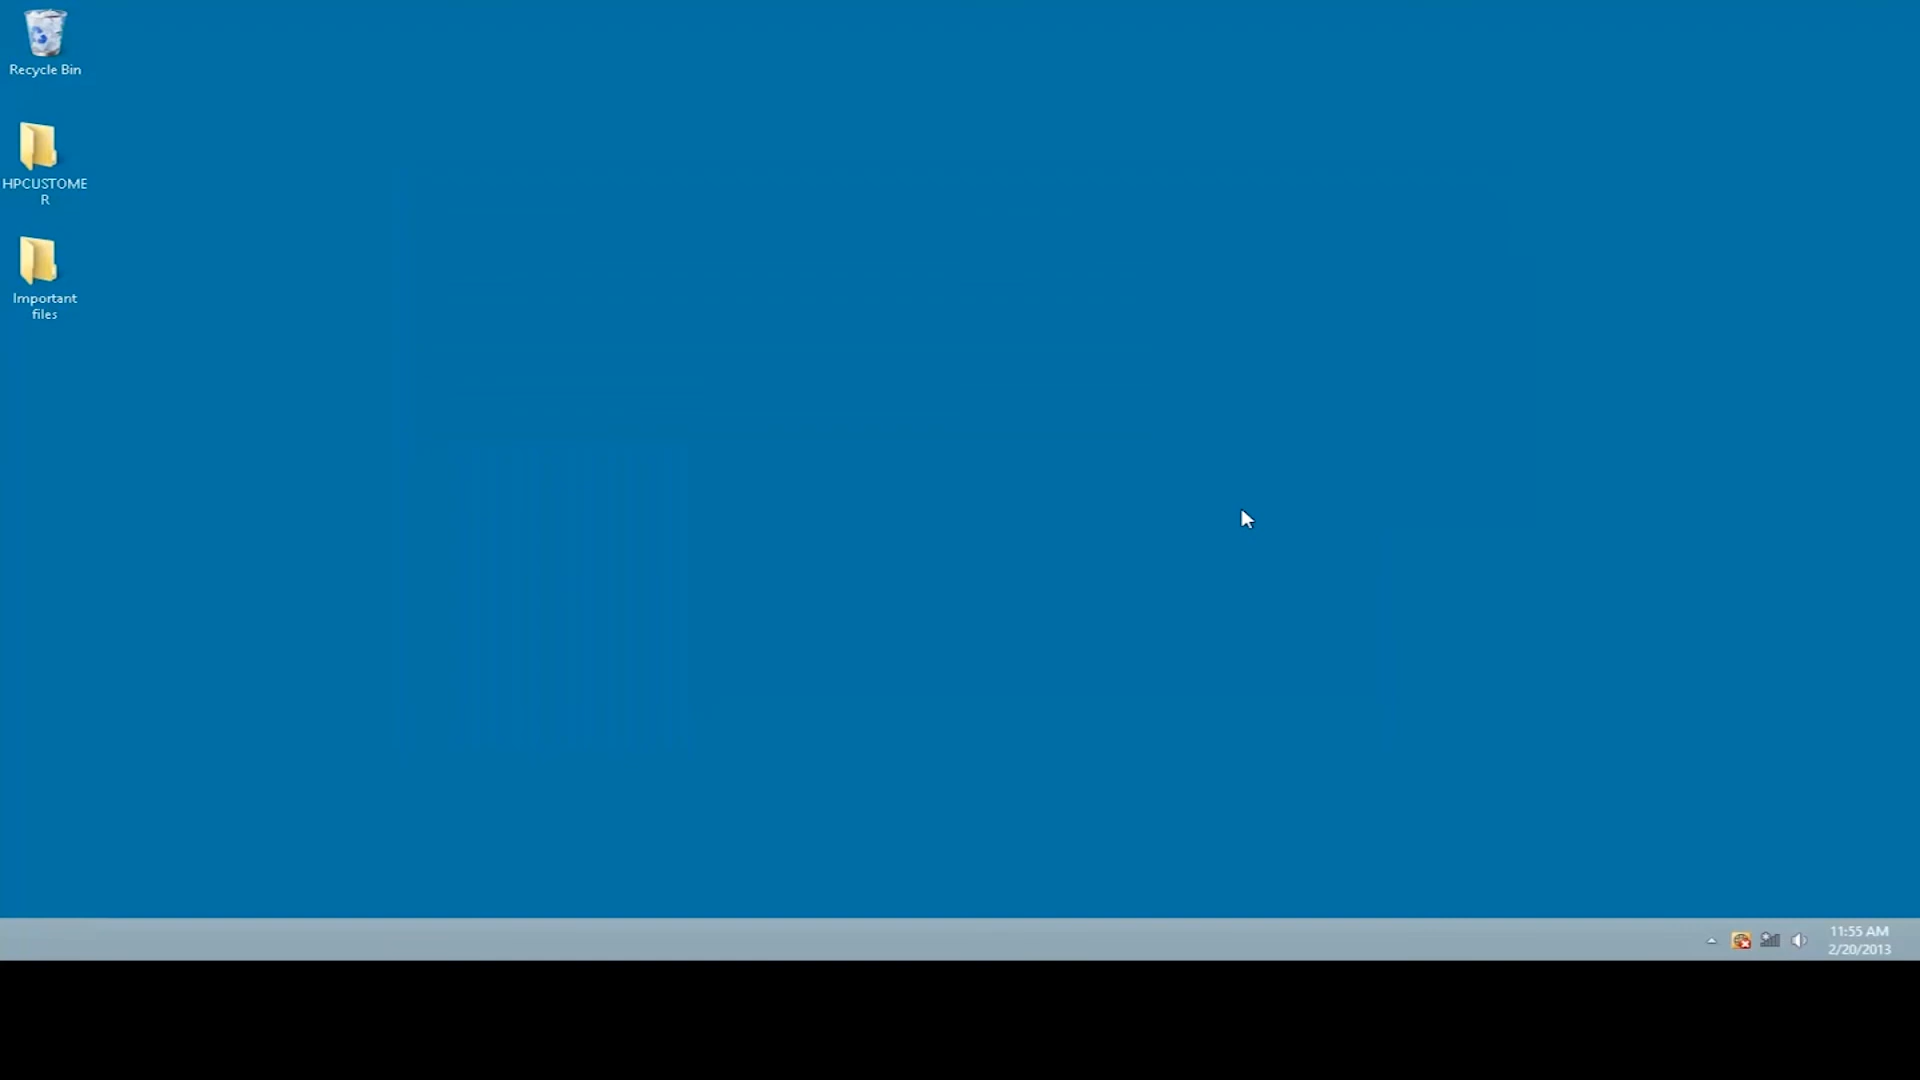 Recycle Bin
HPCUSTOME
R
Important
files
11:55 AM
2/20/2013